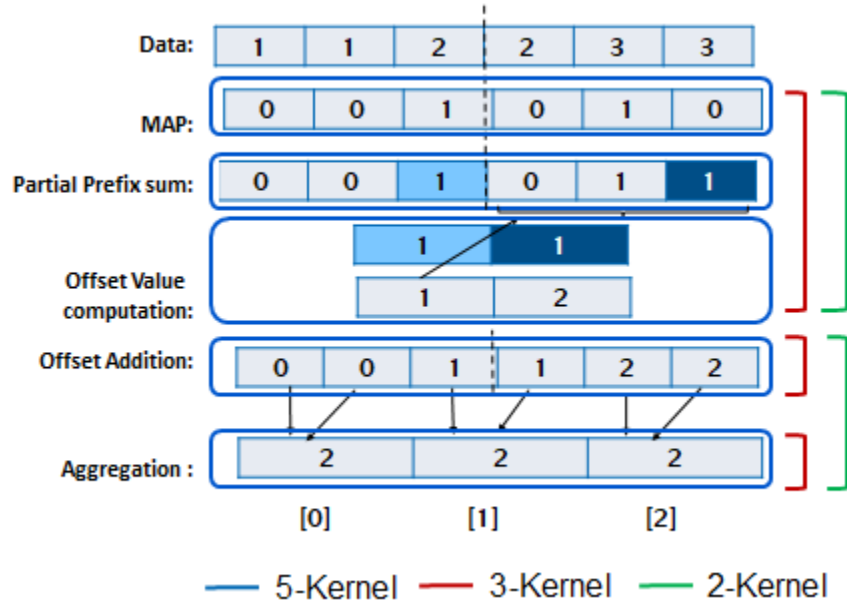 Data: 1 1 2 2 3 3
MAP: 0 0 1 0 1 0
Partial Prefix sum: 0 0 1 0 1 1
1 1
Offset Value
computation: 1 2
Offset Addition: 0 0 1 1 2 2
Aggregation : 2 2 2
[0] [1] [2]
5-Kernel 3-Kernel 2-Kernel